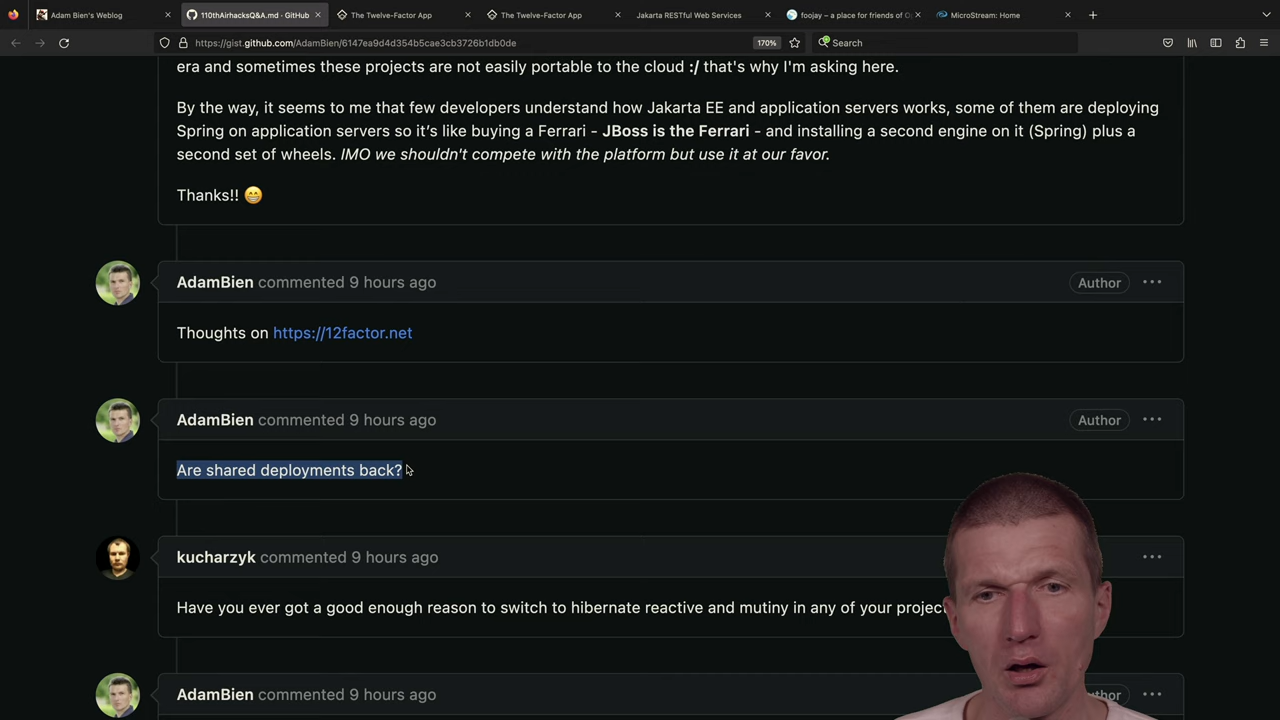 Adam Bien's Weblog
110thAirhacksQ&A.md · GitHub
The Twelve-Factor App
The Twelve-Factor App
Jakarta RESTful Web Services
foojay – a place for friends of O
MicroStream: Home
https://gist.github.com/AdamBien/6147ea9d4d354b5cae3cb3726b1db0de
170%
Search
era and sometimes these projects are not easily portable to the cloud :/ that's why I'm asking here.
By the way, it seems to me that few developers understand how Jakarta EE and application servers works, some of them are deploying
Spring on application servers so it's like buying a Ferrari - JBoss is the Ferrari - and installing a second engine on it (Spring) plus a
second set of wheels. IMO we shouldn't compete with the platform but use it at our favor.
Thanks!! 😁
AdamBien commented 9 hours ago
Author
Thoughts on https://12factor.net
AdamBien commented 9 hours ago
Author
Are shared deployments back?
kucharzyk commented 9 hours ago
Have you ever got a good enough reason to switch to hibernate reactive and mutiny in any of your project
AdamBien commented 9 hours ago